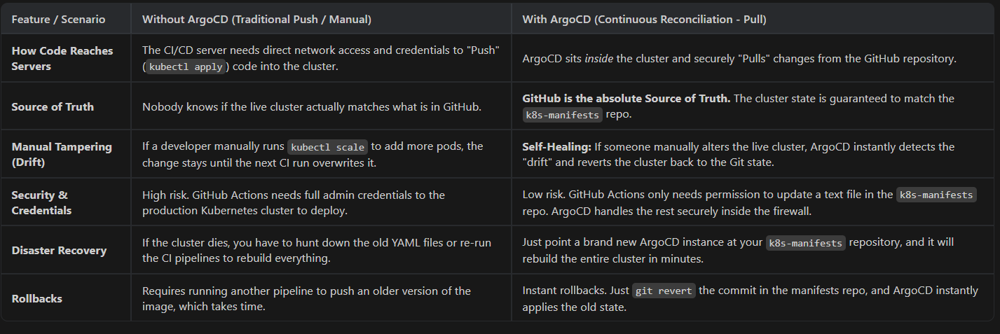 Feature / Scenario
Without ArgoCD (Traditional Push / Manual)
With ArgoCD (Continuous Reconciliation - Pull)
How Code Reaches
Servers
The CI/CD server needs direct network access and credentials to "Push"
(kubectl apply) code into the cluster.
ArgoCD sits inside the cluster and securely "Pulls" changes from the GitHub repository.
Source of Truth
Nobody knows if the live cluster actually matches what is in GitHub.
GitHub is the absolute Source of Truth. The cluster state is guaranteed to match the
k8s-manifests repo.
Manual Tampering
(Drift)
If a developer manually runs kubectl scale to add more pods, the
change stays until the next CI run overwrites it.
Self-Healing: If someone manually alters the live cluster, ArgoCD instantly detects the
"drift" and reverts the cluster back to the Git state.
Security &
Credentials
High risk. GitHub Actions needs full admin credentials to the
production Kubernetes cluster to deploy.
Low risk. GitHub Actions only needs permission to update a text file in the k8s-manifests
repo. ArgoCD handles the rest securely inside the firewall.
Disaster Recovery
If the cluster dies, you have to hunt down the old YAML files or re-run
the CI pipelines to rebuild everything.
Just point a brand new ArgoCD instance at your k8s-manifests repository, and it will
rebuild the entire cluster in minutes.
Rollbacks
Requires running another pipeline to push an older version of the
image, which takes time.
Instant rollbacks. Just git revert the commit in the manifests repo, and ArgoCD instantly
applies the old state.